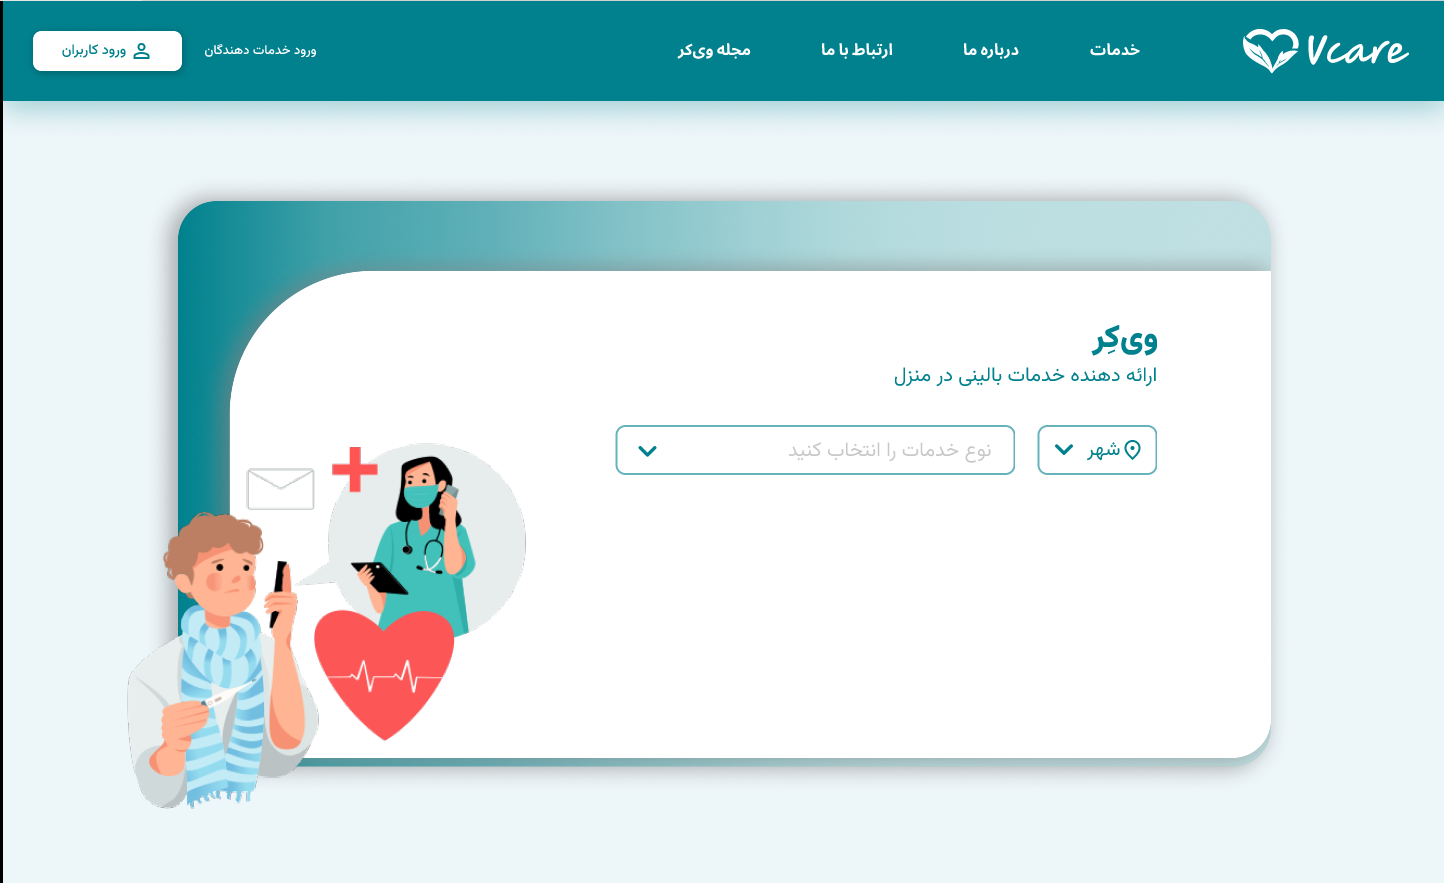 Vcare
خدمات
درباره ما
ارتباط با ما
مجله وی‌کر
ورود خدمات دهندگان
ورود کاربران
وی‌کِر
ارائه دهنده خدمات بالینی در منزل
شهر
نوع خدمات را انتخاب کنید